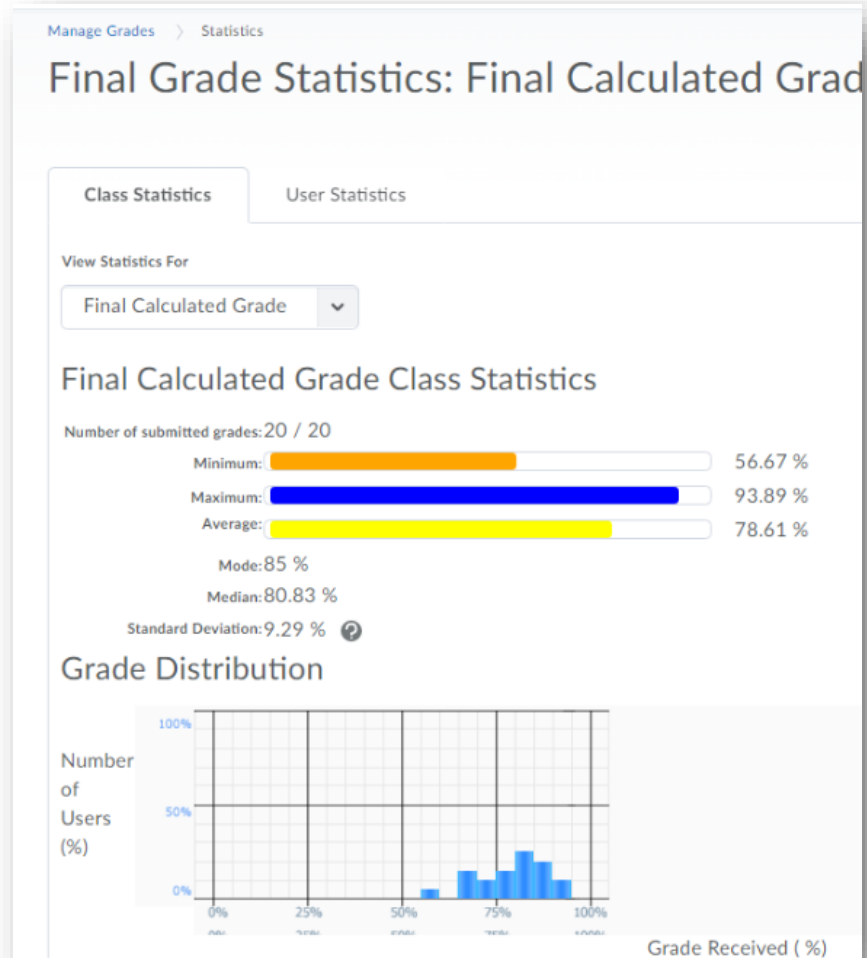 Manage Grades > Statistics
Final Grade Statistics: Final Calculated Grad
Class Statistics User Statistics
View Statistics For
Final Calculated Grade
Final Calculated Grade Class Statistics
Number of submitted grades: 20 / 20
Minimum: 56.67 %
Maximum: 93.89 %
Average: 78.61 %
Mode: 85 %
Median: 80.83 %
Standard Deviation: 9.29 % ?
Grade Distribution
100%
Number
of
Users
(%)
50%
0%
0% 25% 50% 75% 100%
Grade Received ( %)